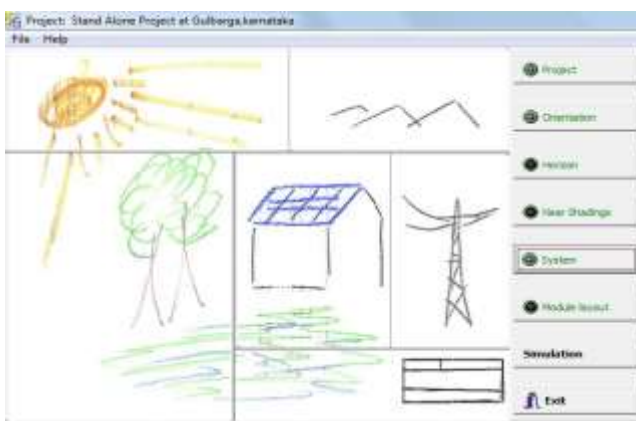 Project: Stand Alone Project at Gulbarga,karnataka
File Help
Project
Orientation
Horizon
Near Shadings
System
Module layout
Simulation
Exit